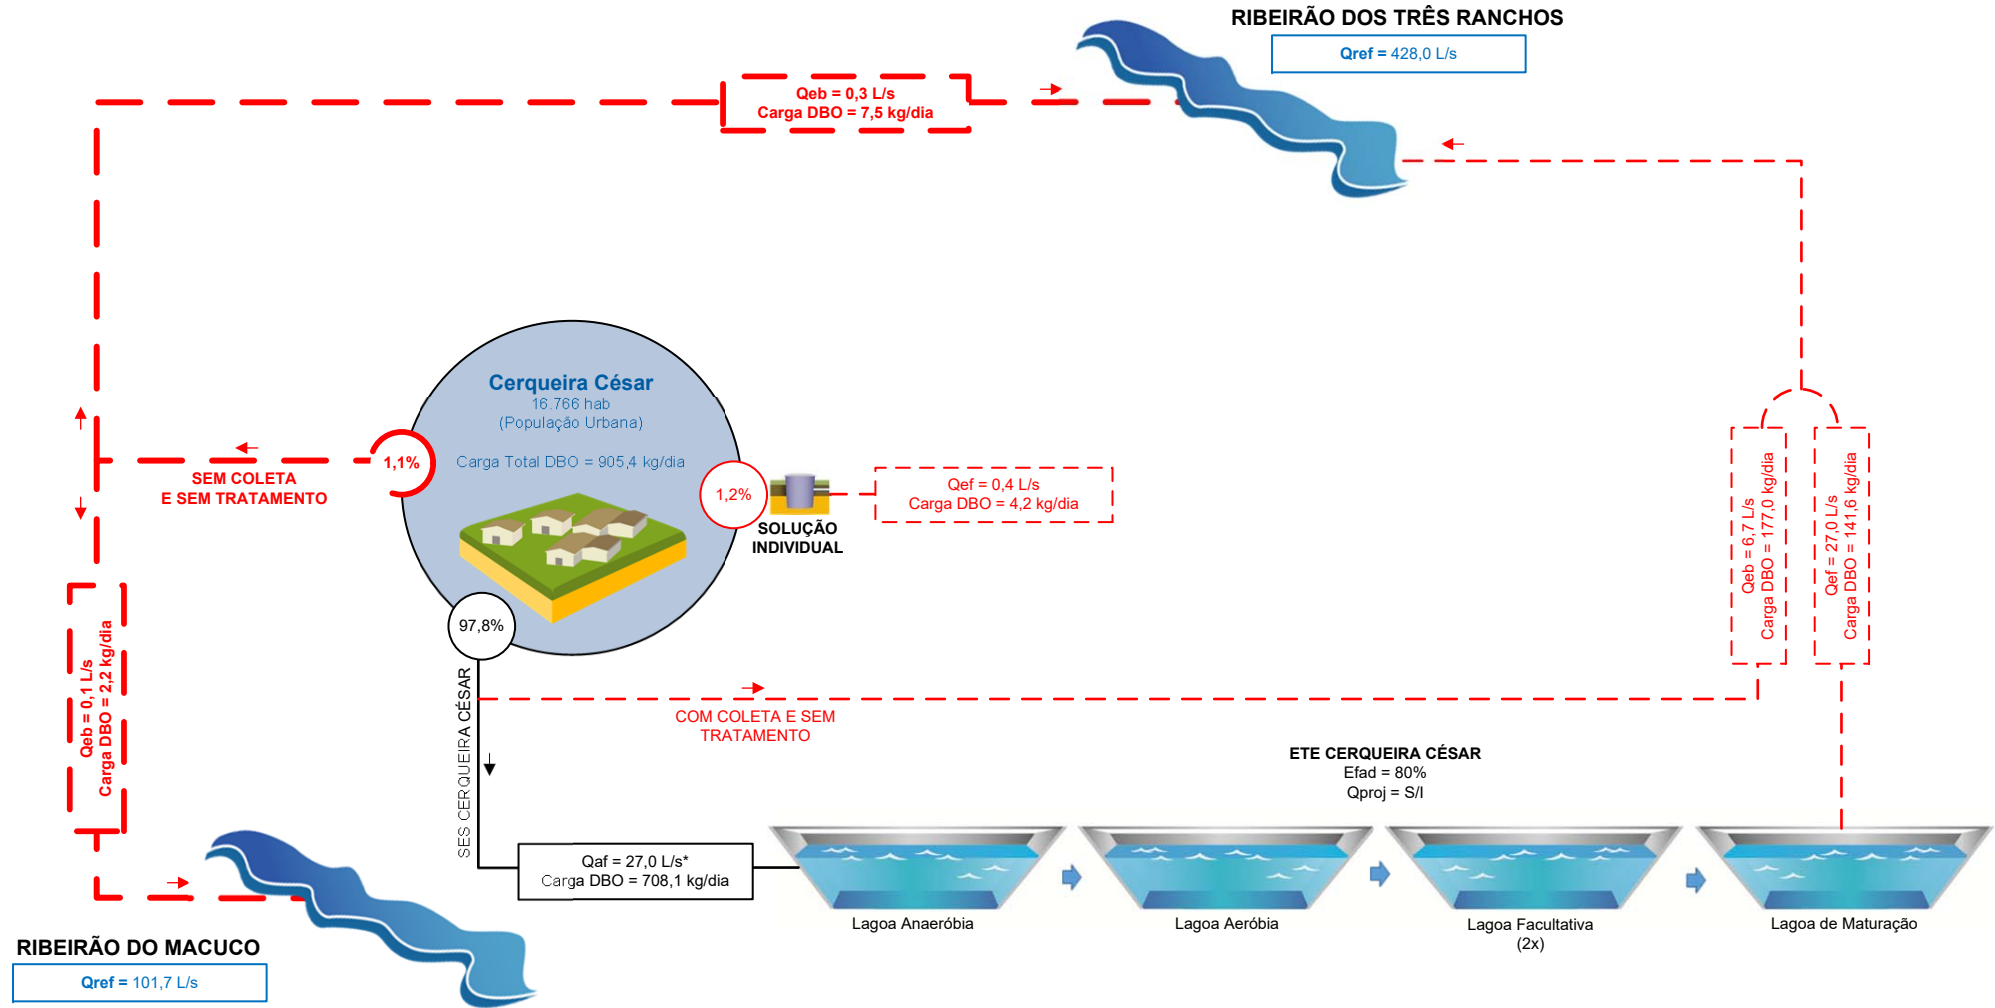 RIBEIRÃO DOS TRÊS RANCHOS
Qref = 428,0 L/s
Qeb = 0,3 L/s
Carga DBO = 7,5 kg/dia
Cerqueira César
16.766 hab
(População Urbana)
Carga Total DBO = 905,4 kg/dia
1,1%
SEM COLETA
E SEM TRATAMENTO
1,2%
SOLUÇÃO
INDIVIDUAL
Qef = 0,4 L/s
Carga DBO = 4,2 kg/dia
97,8%
Qeb = 6,7 L/s
Carga DBO = 177,0 kg/dia
Qef = 27,0 L/s
Carga DBO = 141,6 kg/dia
Qeb = 0,1 L/s
Carga DBO = 2,2 kg/dia
SES CERQUEIRA CÉSAR
COM COLETA E SEM
TRATAMENTO
ETE CERQUEIRA CÉSAR
Efad = 80%
Qproj = S/I
Qaf = 27,0 L/s*
Carga DBO = 708,1 kg/dia
Lagoa Anaeróbia
Lagoa Aeróbia
Lagoa Facultativa
(2x)
Lagoa de Maturação
RIBEIRÃO DO MACUCO
Qref = 101,7 L/s